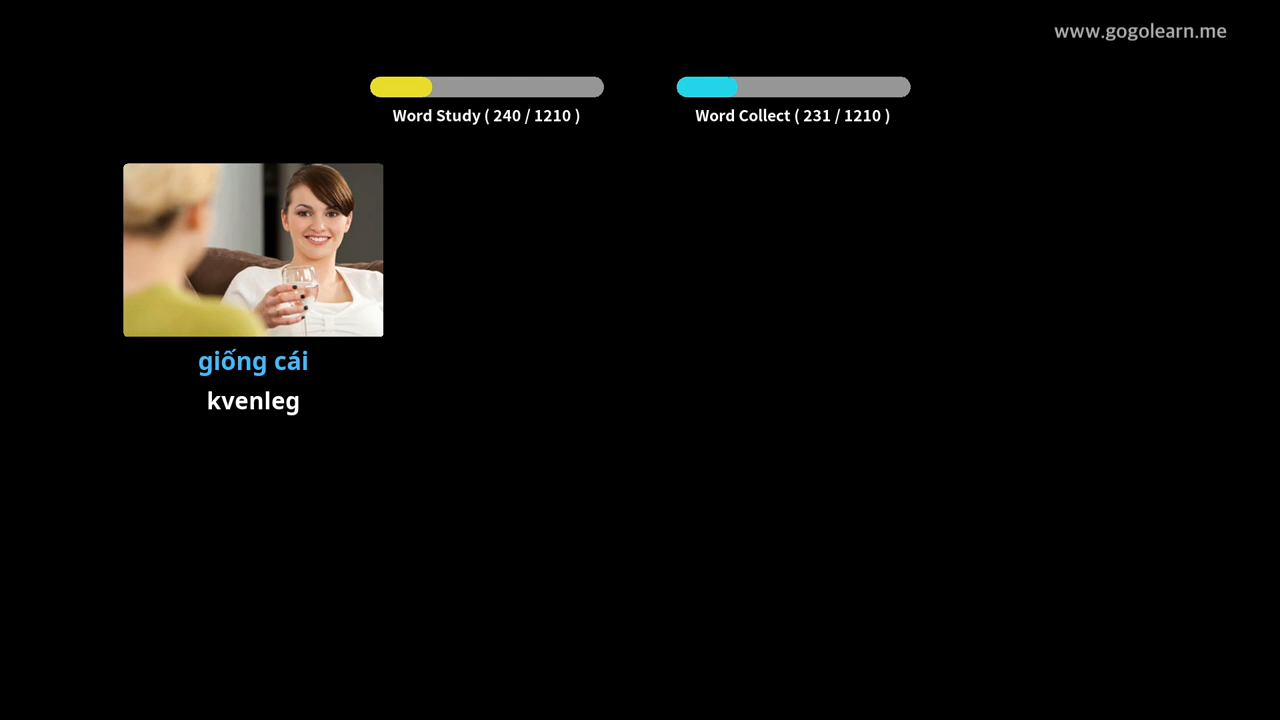 www.gogolearn.me
Word Study ( 240 / 1210 )
Word Collect ( 231 / 1210 )
giống cái
kvenleg